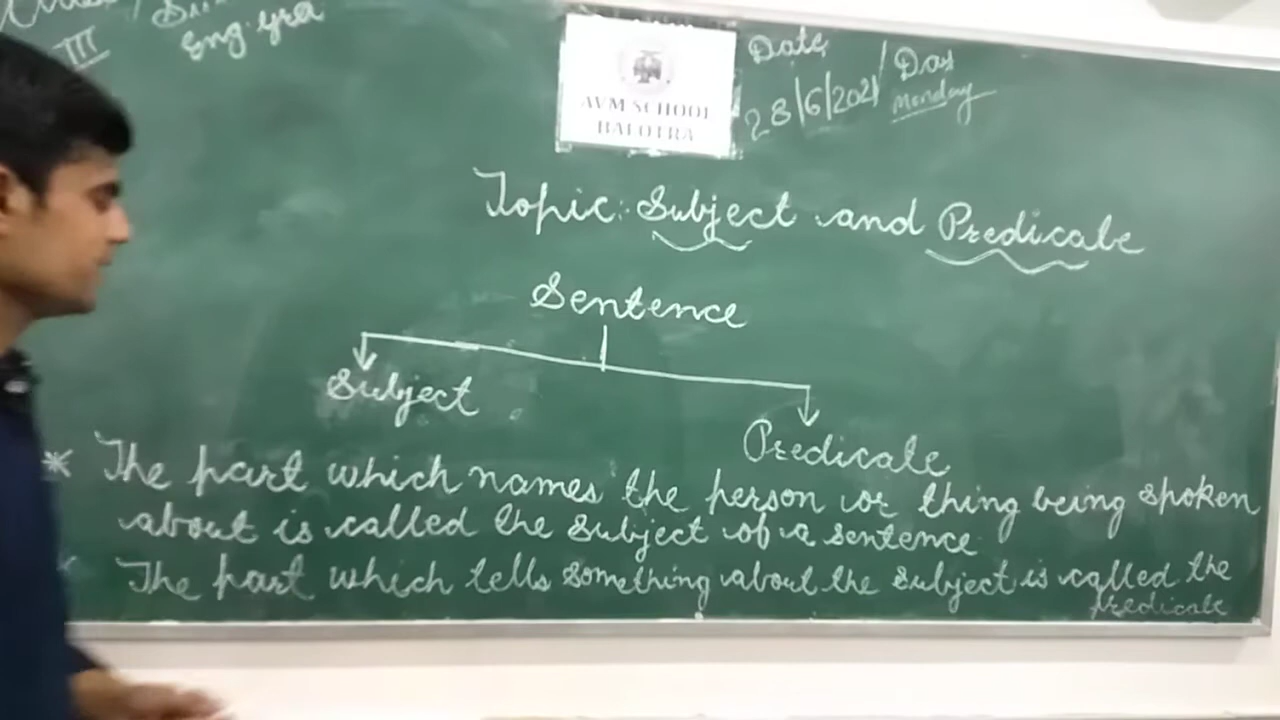 III
Eng. gra
AVM SCHOOL
BALOTRA
Date / Day
28/6/2021 Monday
Topic: Subject and Predicate
Sentence
Subject
Predicate
* The part which names the person or thing being spoken
about is called the subject of a sentence
The part which tells something about the subject is called the
predicate